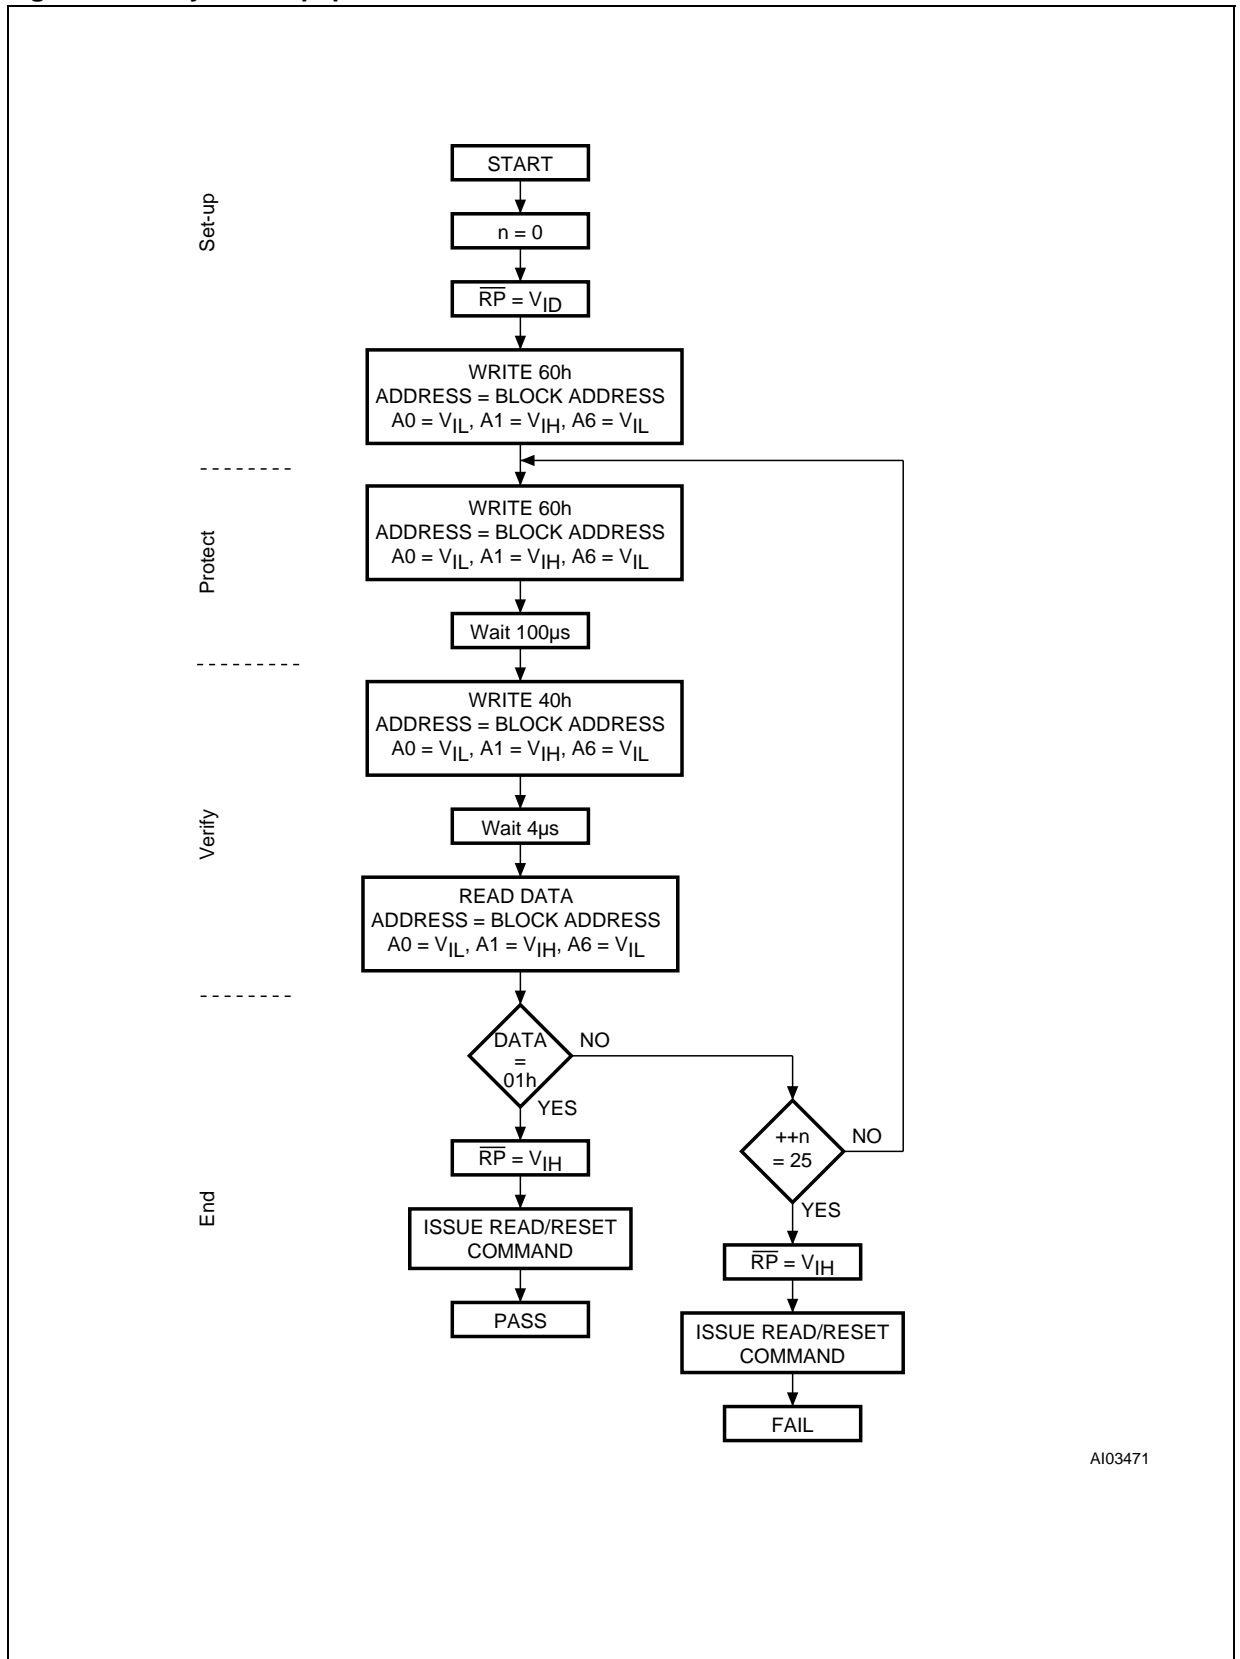 Set-up
START
n = 0
RP = VID
WRITE 60h
ADDRESS = BLOCK ADDRESS
A0 = VIL, A1 = VIH, A6 = VIL
Protect
WRITE 60h
ADDRESS = BLOCK ADDRESS
A0 = VIL, A1 = VIH, A6 = VIL
Wait 100µs
Verify
WRITE 40h
ADDRESS = BLOCK ADDRESS
A0 = VIL, A1 = VIH, A6 = VIL
Wait 4µs
READ DATA
ADDRESS = BLOCK ADDRESS
A0 = VIL, A1 = VIH, A6 = VIL
End
DATA
=
01h
NO
YES
RP = VIH
ISSUE READ/RESET
COMMAND
PASS
++n
= 25
NO
YES
RP = VIH
ISSUE READ/RESET
COMMAND
FAIL
AI03471